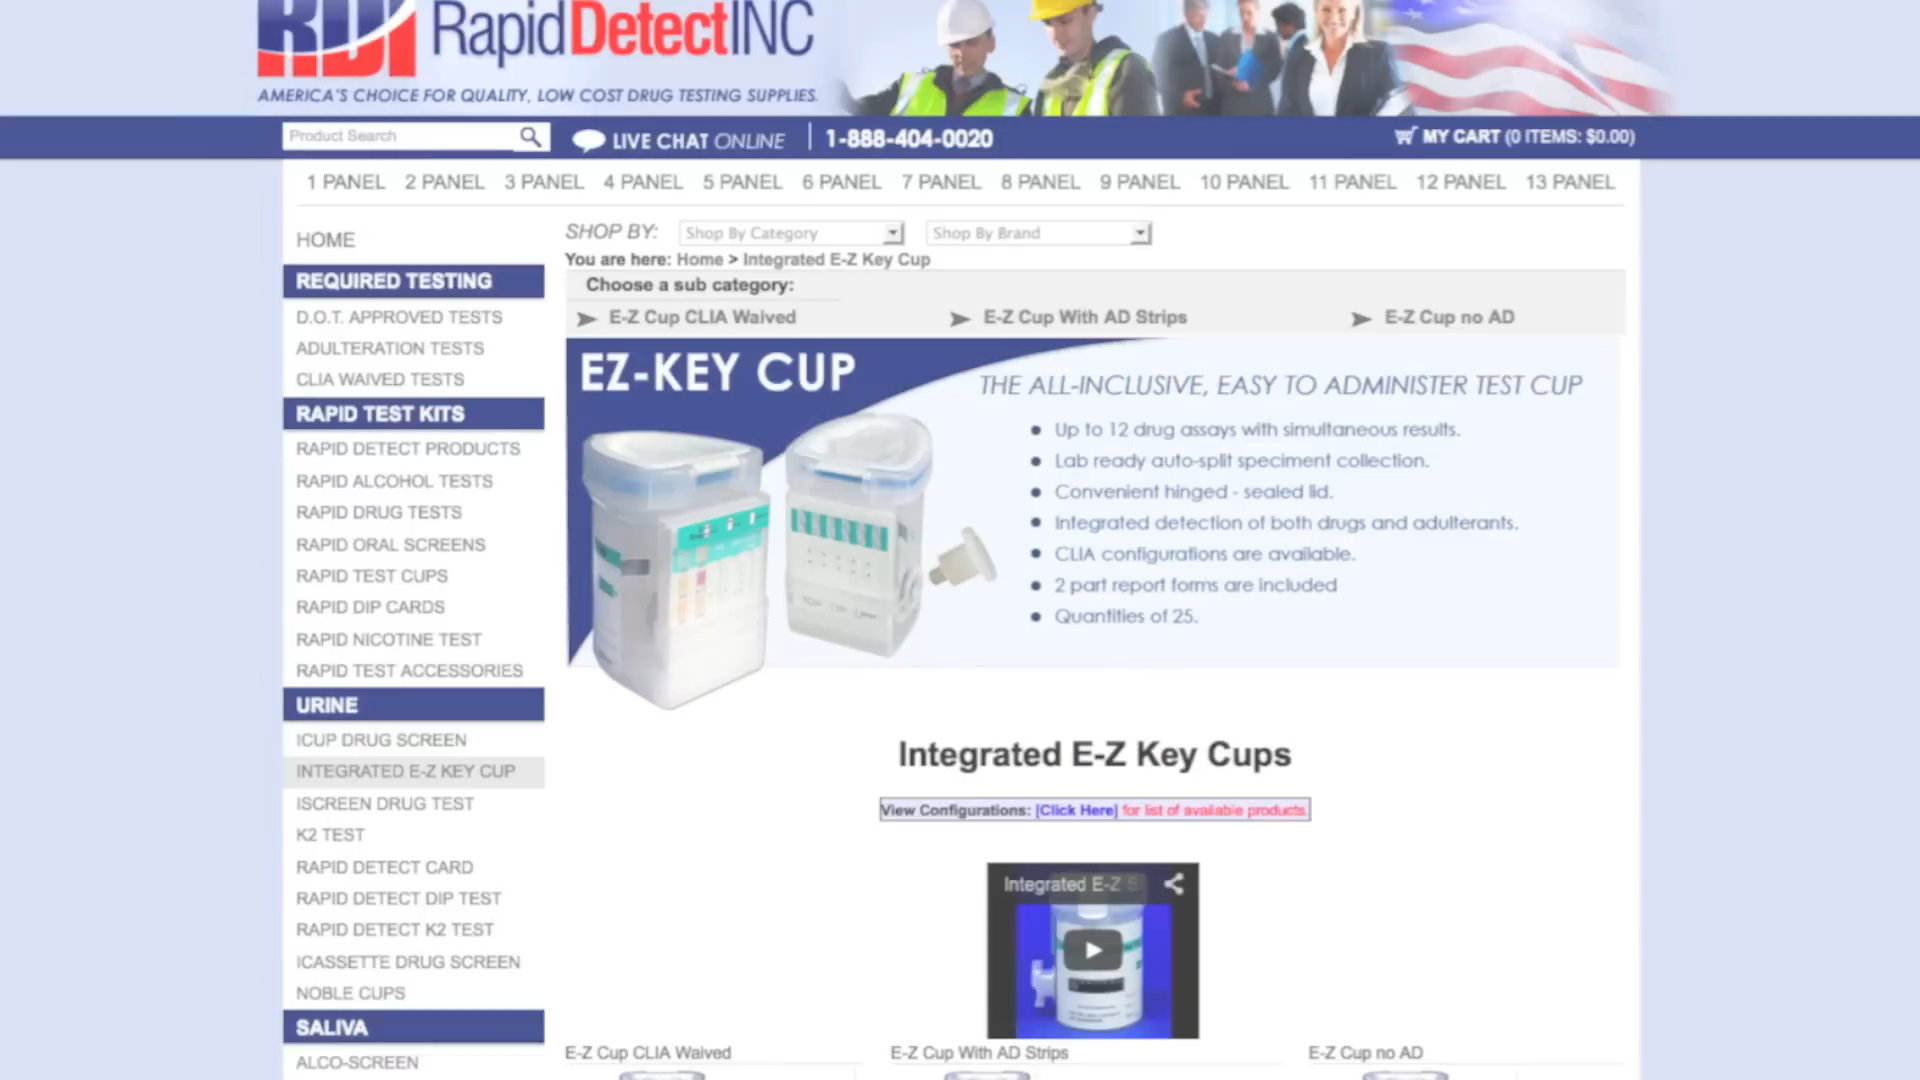 RDI RapidDetectINC
AMERICA'S CHOICE FOR QUALITY, LOW COST DRUG TESTING SUPPLIES.
Product Search
LIVE CHAT ONLINE
1-888-404-0020
MY CART (0 ITEMS: $0.00)
1 PANEL 2 PANEL 3 PANEL 4 PANEL 5 PANEL 6 PANEL 7 PANEL 8 PANEL 9 PANEL 10 PANEL 11 PANEL 12 PANEL 13 PANEL
HOME
REQUIRED TESTING
D.O.T. APPROVED TESTS
ADULTERATION TESTS
CLIA WAIVED TESTS
RAPID TEST KITS
RAPID DETECT PRODUCTS
RAPID ALCOHOL TESTS
RAPID DRUG TESTS
RAPID ORAL SCREENS
RAPID TEST CUPS
RAPID DIP CARDS
RAPID NICOTINE TEST
RAPID TEST ACCESSORIES
URINE
ICUP DRUG SCREEN
INTEGRATED E-Z KEY CUP
ISCREEN DRUG TEST
K2 TEST
RAPID DETECT CARD
RAPID DETECT DIP TEST
RAPID DETECT K2 TEST
ICASSETTE DRUG SCREEN
NOBLE CUPS
SALIVA
ALCO-SCREEN
SHOP BY: Shop By Category Shop By Brand
You are here: Home > Integrated E-Z Key Cup
Choose a sub category:
E-Z Cup CLIA Waived E-Z Cup With AD Strips E-Z Cup no AD
EZ-KEY CUP
THE ALL-INCLUSIVE, EASY TO ADMINISTER TEST CUP
Up to 12 drug assays with simultaneous results.
Lab ready auto-split speciment collection.
Convenient hinged - sealed lid.
Integrated detection of both drugs and adulterants.
CLIA configurations are available.
2 part report forms are included
Quantities of 25.
Integrated E-Z Key Cups
View Configurations: [Click Here] for list of available products.
Integrated E-Z S
E-Z Cup CLIA Waived E-Z Cup With AD Strips E-Z Cup no AD